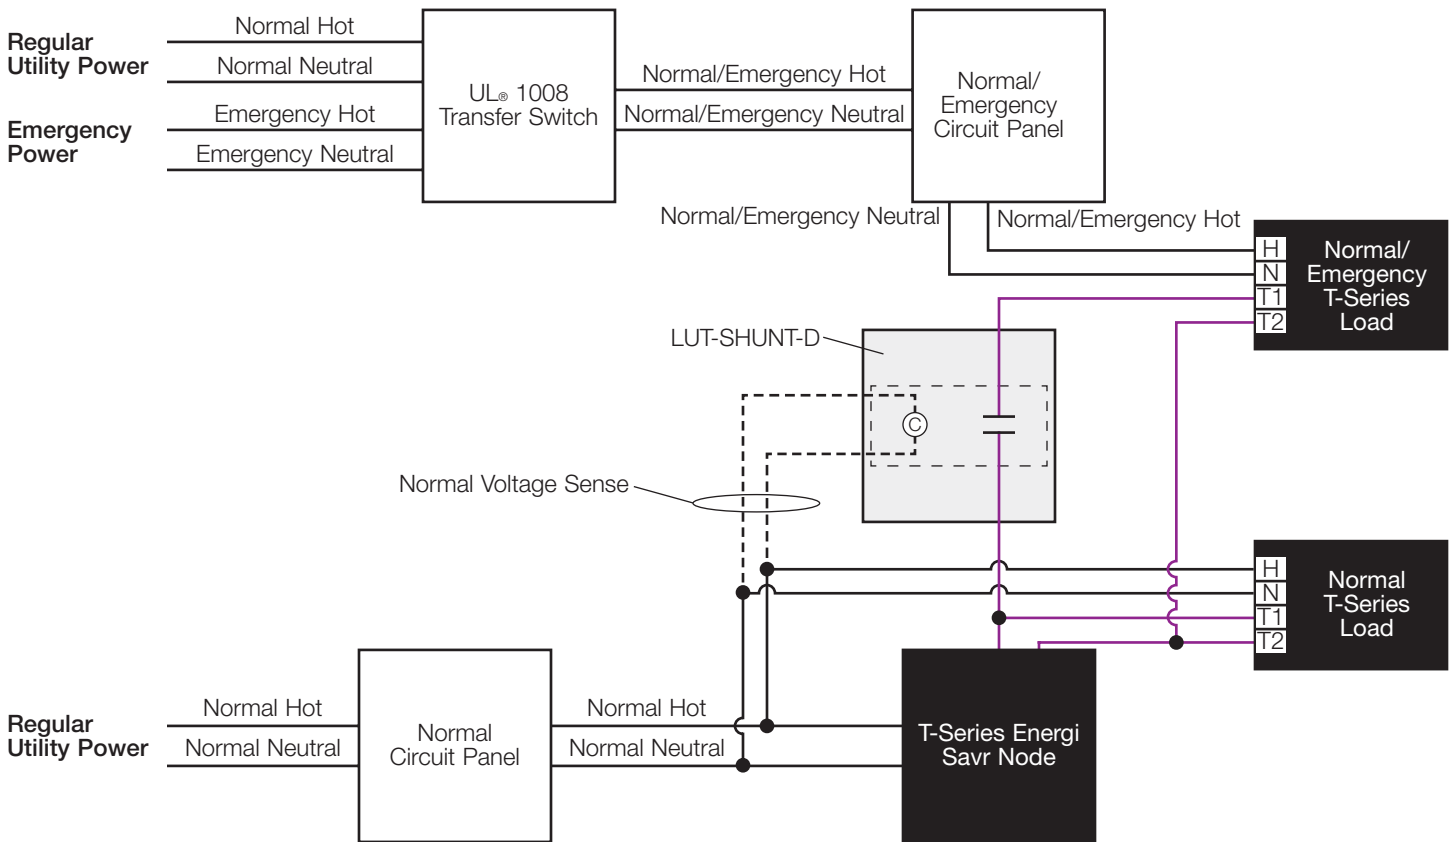 Regular
Utility Power
Normal Hot
Normal Neutral
Emergency
Power
Emergency Hot
Emergency Neutral
UL® 1008
Transfer Switch
Normal/Emergency Hot
Normal/Emergency Neutral
Normal/
Emergency
Circuit Panel
Normal/Emergency Neutral
Normal/Emergency Hot
H
N
T1
T2
Normal/
Emergency
T-Series
Load
LUT-SHUNT-D
C
Normal Voltage Sense
H
N
T1
T2
Normal
T-Series
Load
Regular
Utility Power
Normal Hot
Normal Neutral
Normal
Circuit Panel
Normal Hot
Normal Neutral
T-Series Energi
Savr Node